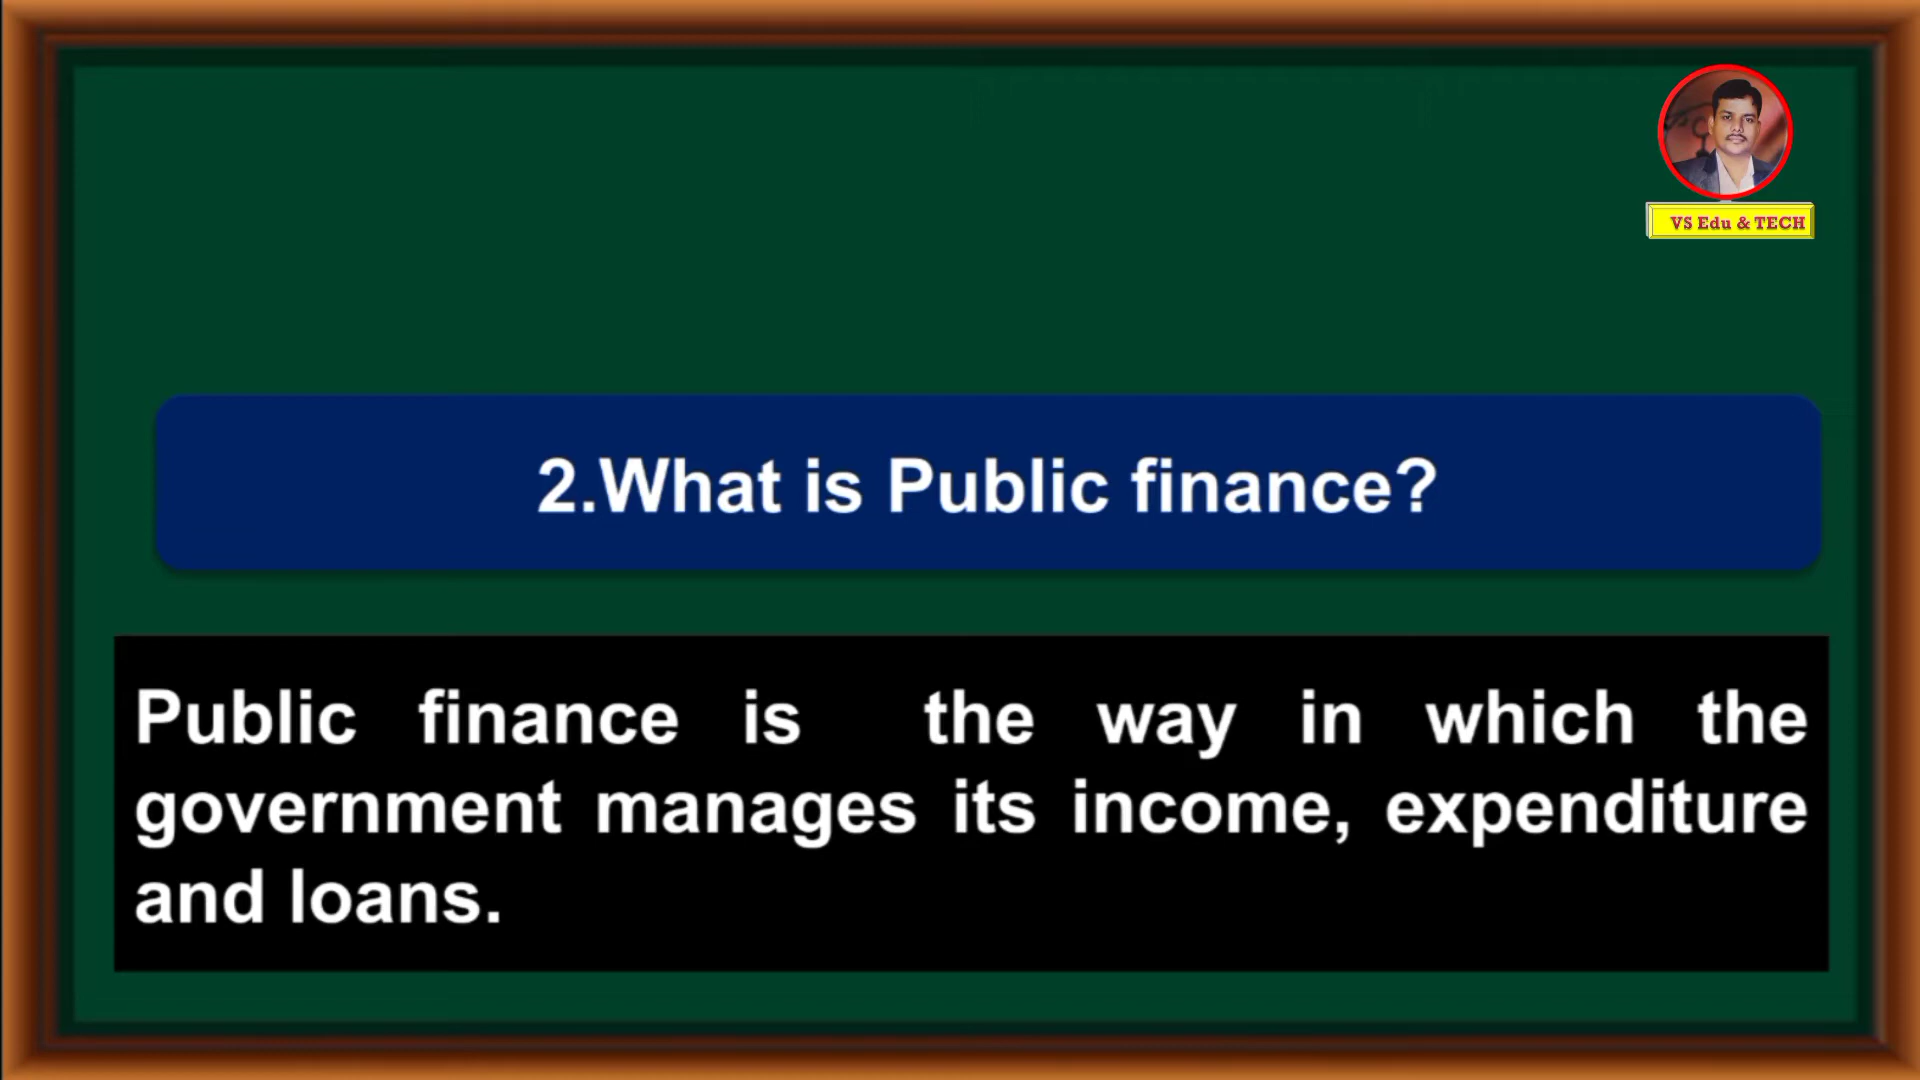 VS Edu & TECH
2.What is Public finance?
Public finance is the way in which the
government manages its income, expenditure
and loans.